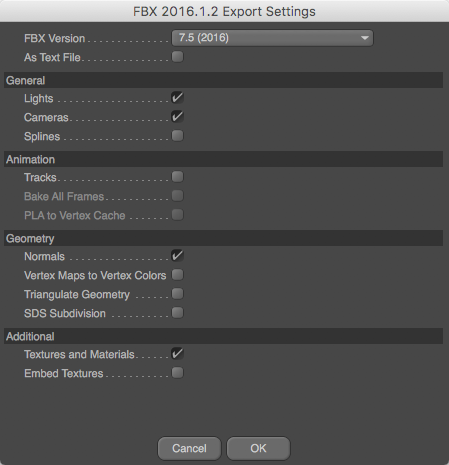 FBX 2016.1.2 Export Settings
FBX Version 7.5 (2016)
As Text File
General
Lights
Cameras
Splines
Animation
Tracks
Bake All Frames
PLA to Vertex Cache
Geometry
Normals
Vertex Maps to Vertex Colors
Triangulate Geometry
SDS Subdivision
Additional
Textures and Materials
Embed Textures
Cancel OK